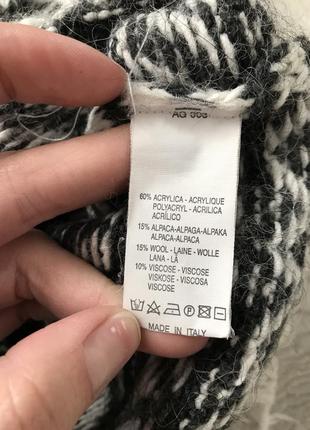 AG 303
60% ACRYLICA - ACRYLIQUE
POLYACRYL - ACRILICA
ACRÍLICO
15% ALPACA-ALPAGA-ALPAKA
ALPACA-ALPACA
15% WOOL - LAINE - WOLLE
LANA - LÃ
10% VISCOSE - VISCOSE
VISKOSE - VISCOSA
VISCOSE
MADE IN ITALY